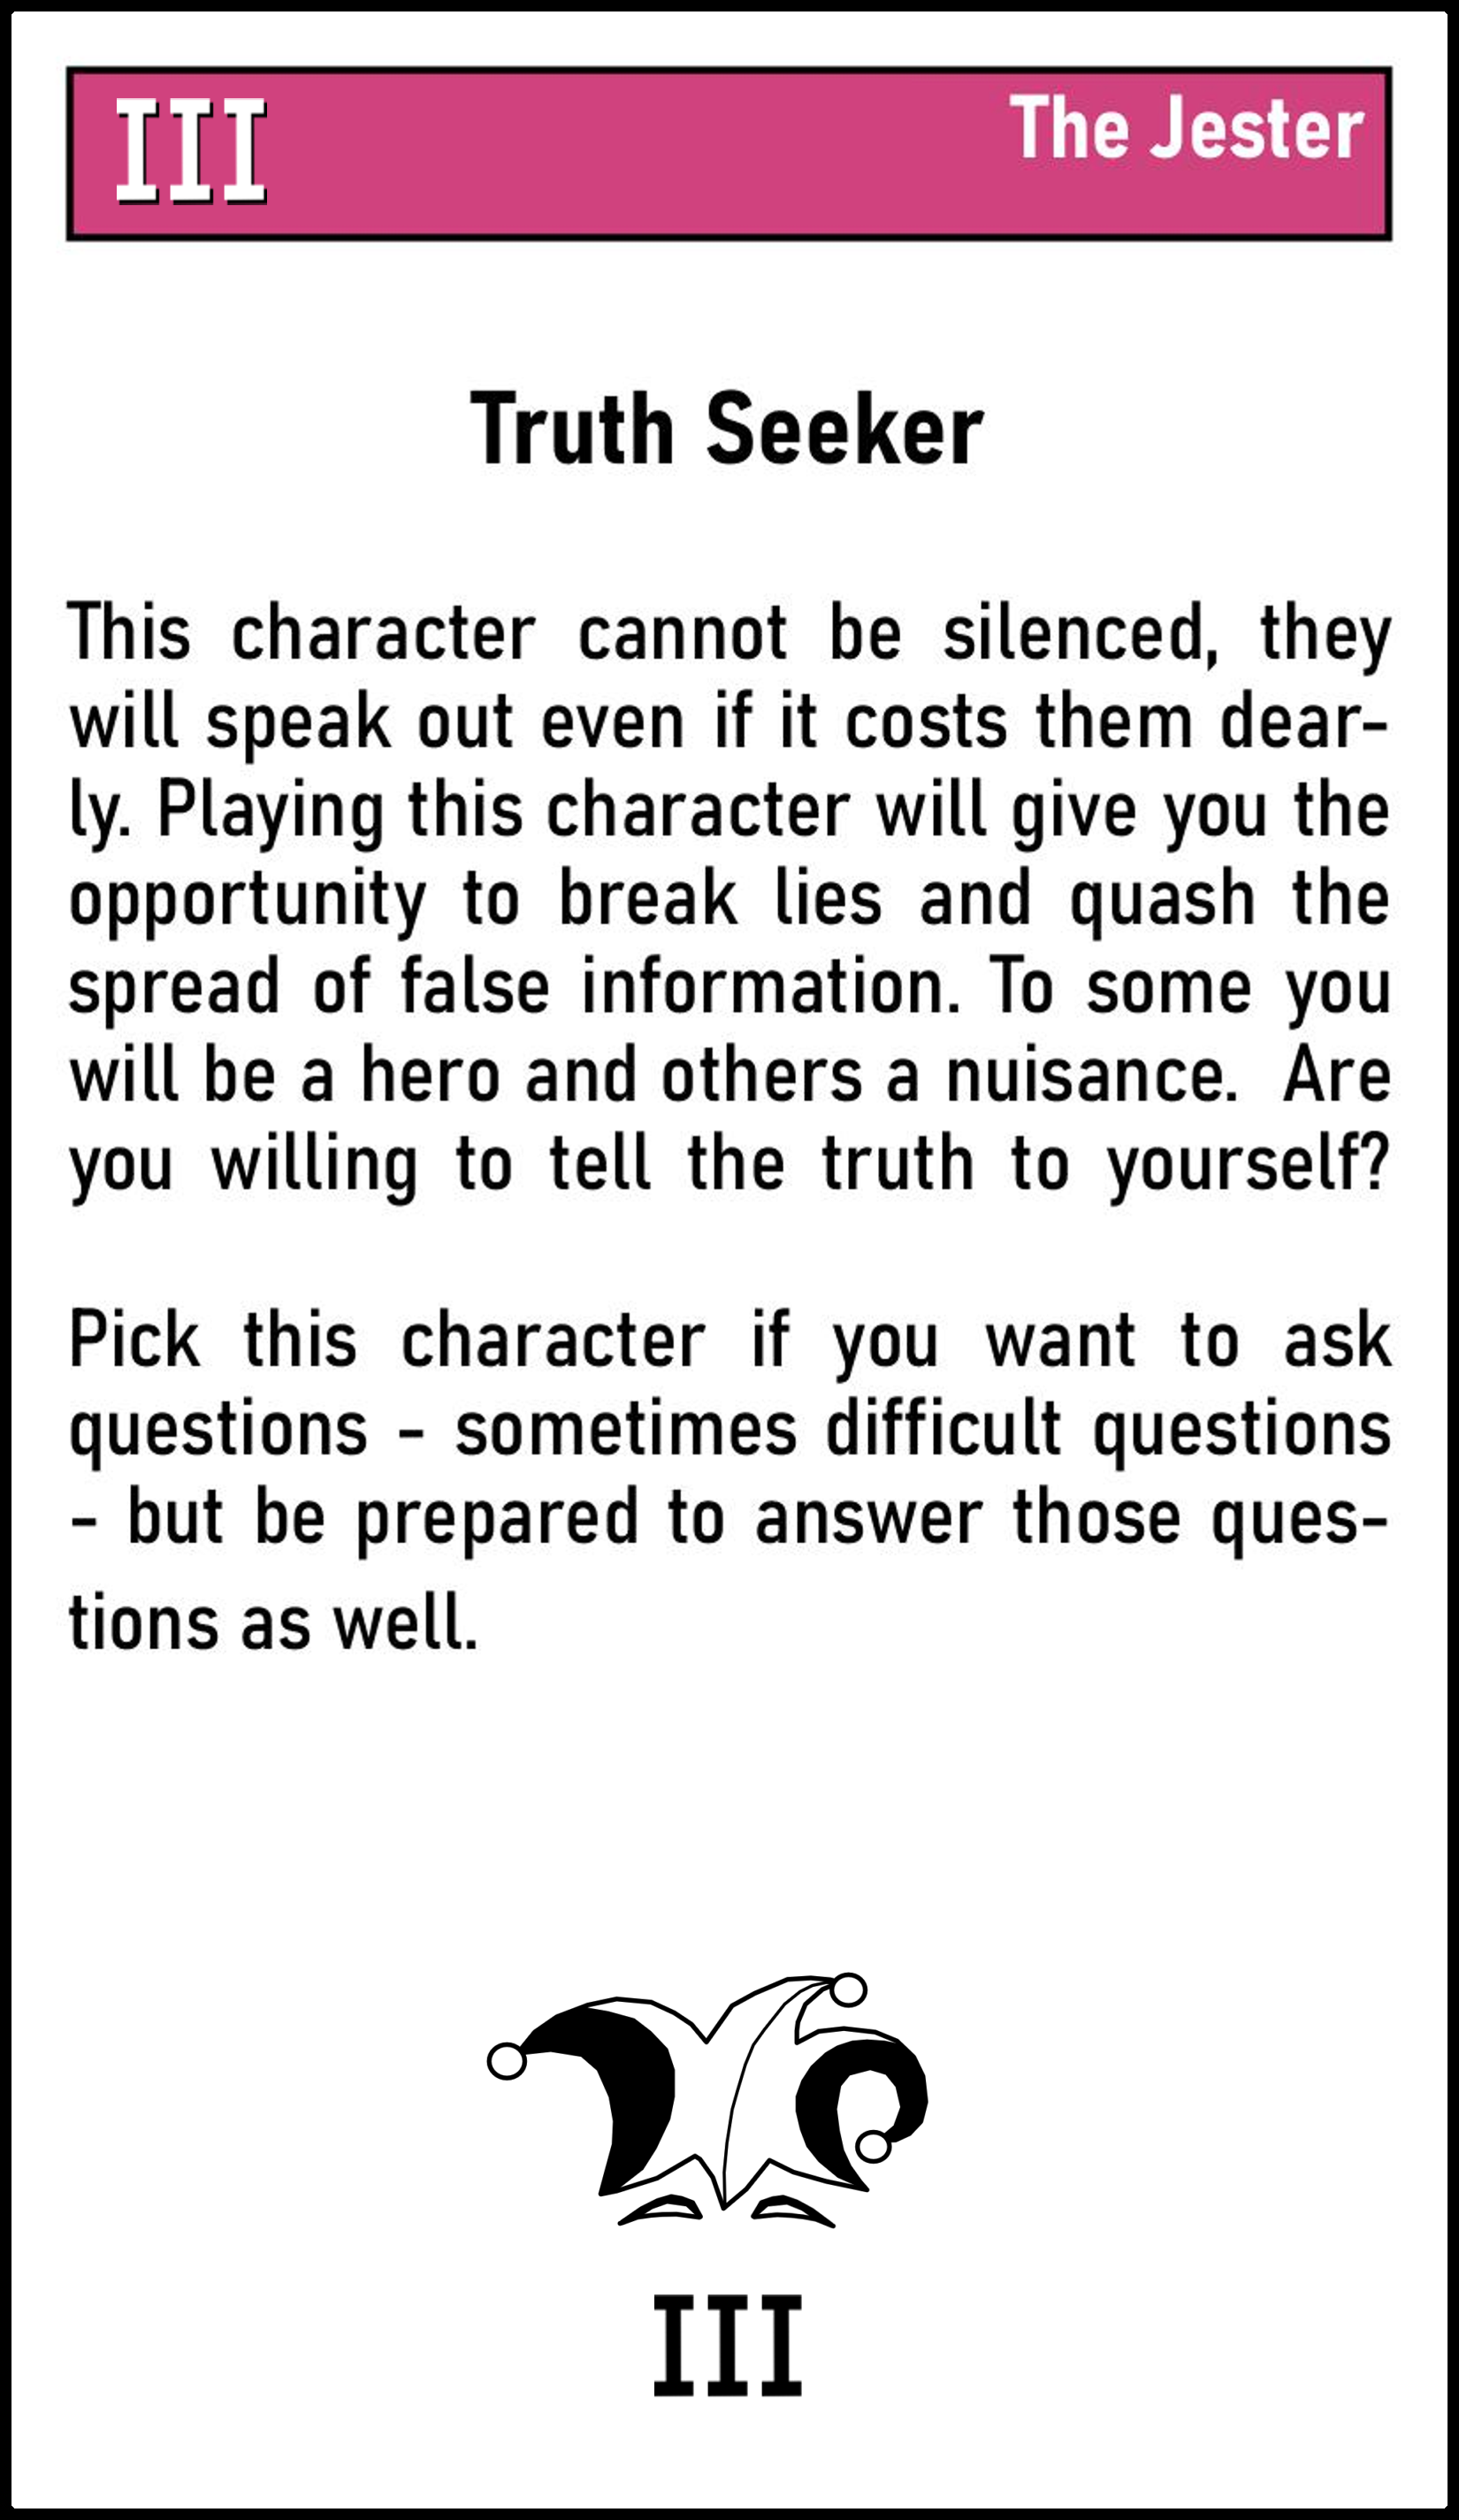 III
The Jester
Truth Seeker
This character cannot be silenced, they
will speak out even if it costs them dear-
ly. Playing this character will give you the
opportunity to break lies and quash the
spread of false information. To some you
will be a hero and others a nuisance.  Are
you willing to tell the truth to yourself?
Pick this character if you want to ask
questions - sometimes difficult questions
- but be prepared to answer those ques-
tions as well.
III